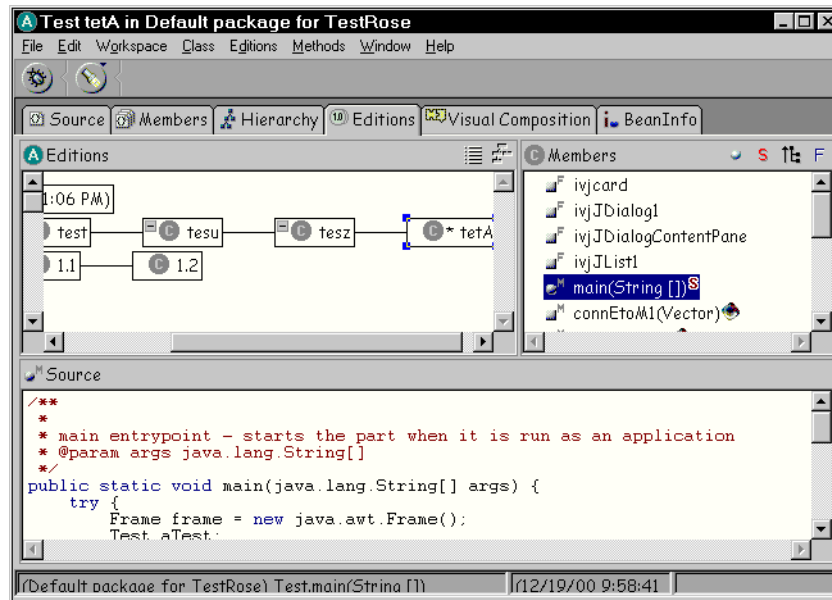 A Test tetA in Default package for TestRose
File Edit Workspace Class Editions Methods Window Help
Source Members Hierarchy 1.0 Editions Visual Composition i BeanInfo
A Editions
1:06 PM)
test C tesu C tesz C * tetA
1.1 C 1.2
C Members S F
F ivjcard
F ivjJDialog1
F ivjJDialogContentPane
F ivjJList1
M main(String []) S
M connEtoM1(Vector)
M Source
/**
*
* main entrypoint - starts the part when it is run as an application
* @param args java.lang.String[]
*/
public static void main(java.lang.String[] args) {
try {
Frame frame = new java.awt.Frame();
Test aTest;
(Default package for TestRose) Test.main(String []) (12/19/00 9:58:41